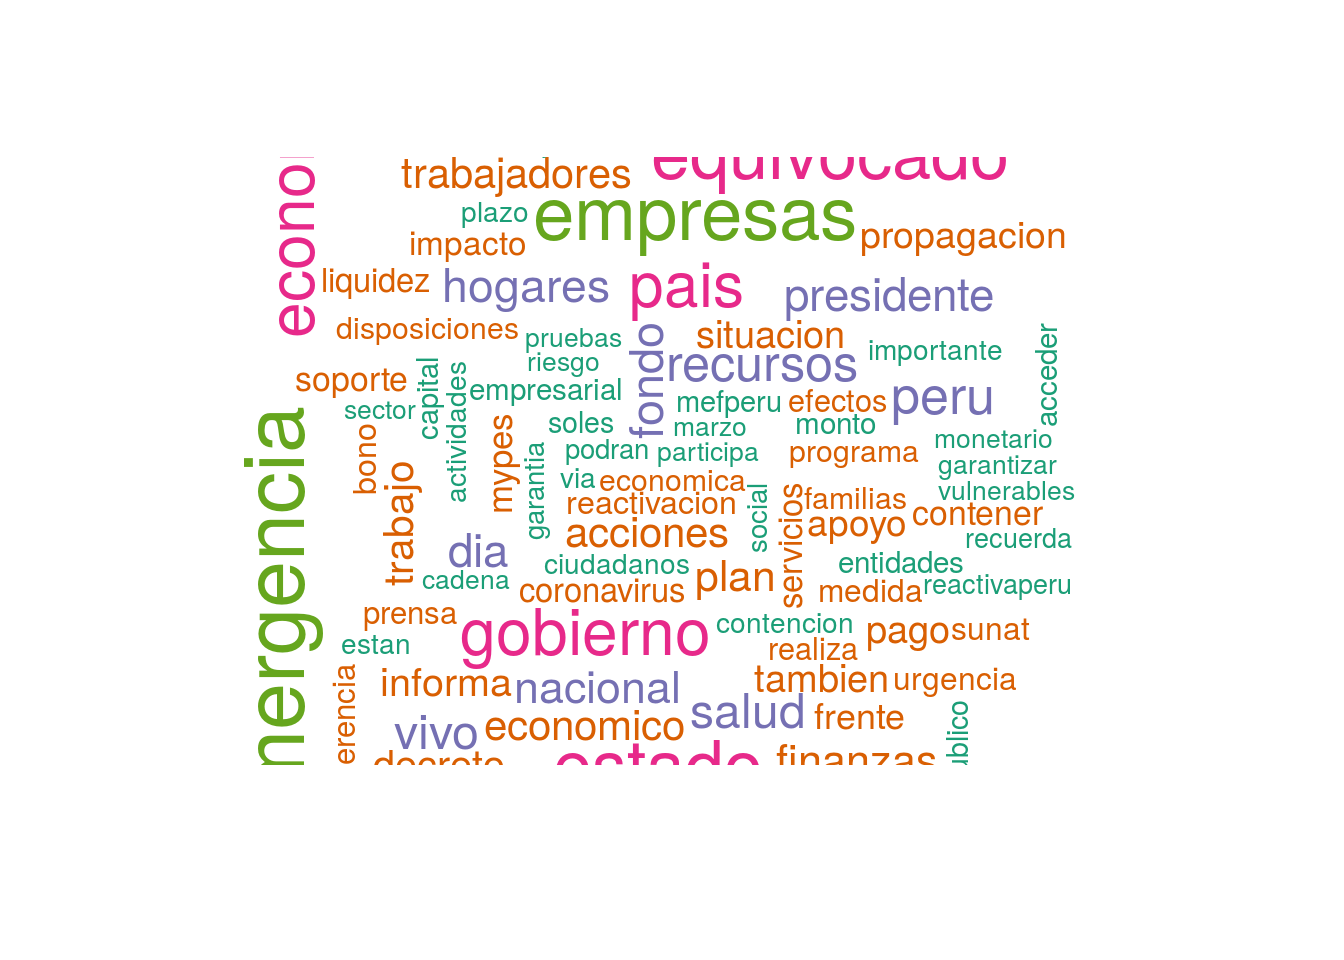 trabajadores
equivocado
econo
plazo
empresas
propagacion
impacto
liquidez
hogares
pais
presidente
disposiciones
pruebas
fondo
situacion
importante
acceder
riesgo
recursos
soporte
capital
actividades
empresarial
mefperu
efectos
peru
sector
soles
marzo
monto
bono
mypes
podran
participa
programa
monetario
garantizar
nergencia
trabajo
garantia
via
economica
social
servicios
familias
vulnerables
reactivacion
apoyo
contener
acciones
recuerda
dia
ciudadanos
plan
entidades
cadena
coronavirus
medida
reactivaperu
prensa
gobierno
contencion
pago
sunat
estan
realiza
erencia
informa
nacional
tambien
urgencia
vivo
economico
salud
frente
ublico
decreto
estado
finanzas